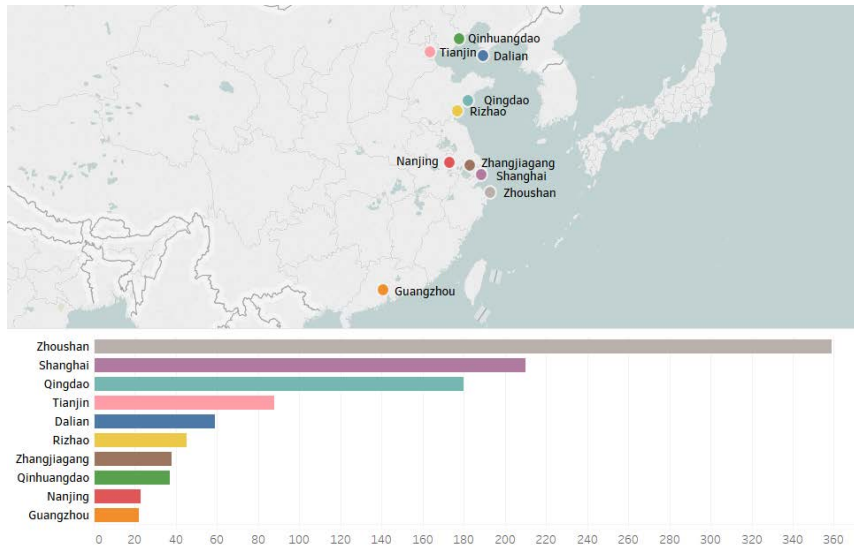 Qinhuangdao
Tianjin
Dalian
Qingdao
Rizhao
Nanjing
Zhangjiagang
Shanghai
Zhoushan
Guangzhou
Zhoushan
Shanghai
Qingdao
Tianjin
Dalian
Rizhao
Zhangjiagang
Qinhuangdao
Nanjing
Guangzhou
0 20 40 60 80 100 120 140 160 180 200 220 240 260 280 300 320 340 360